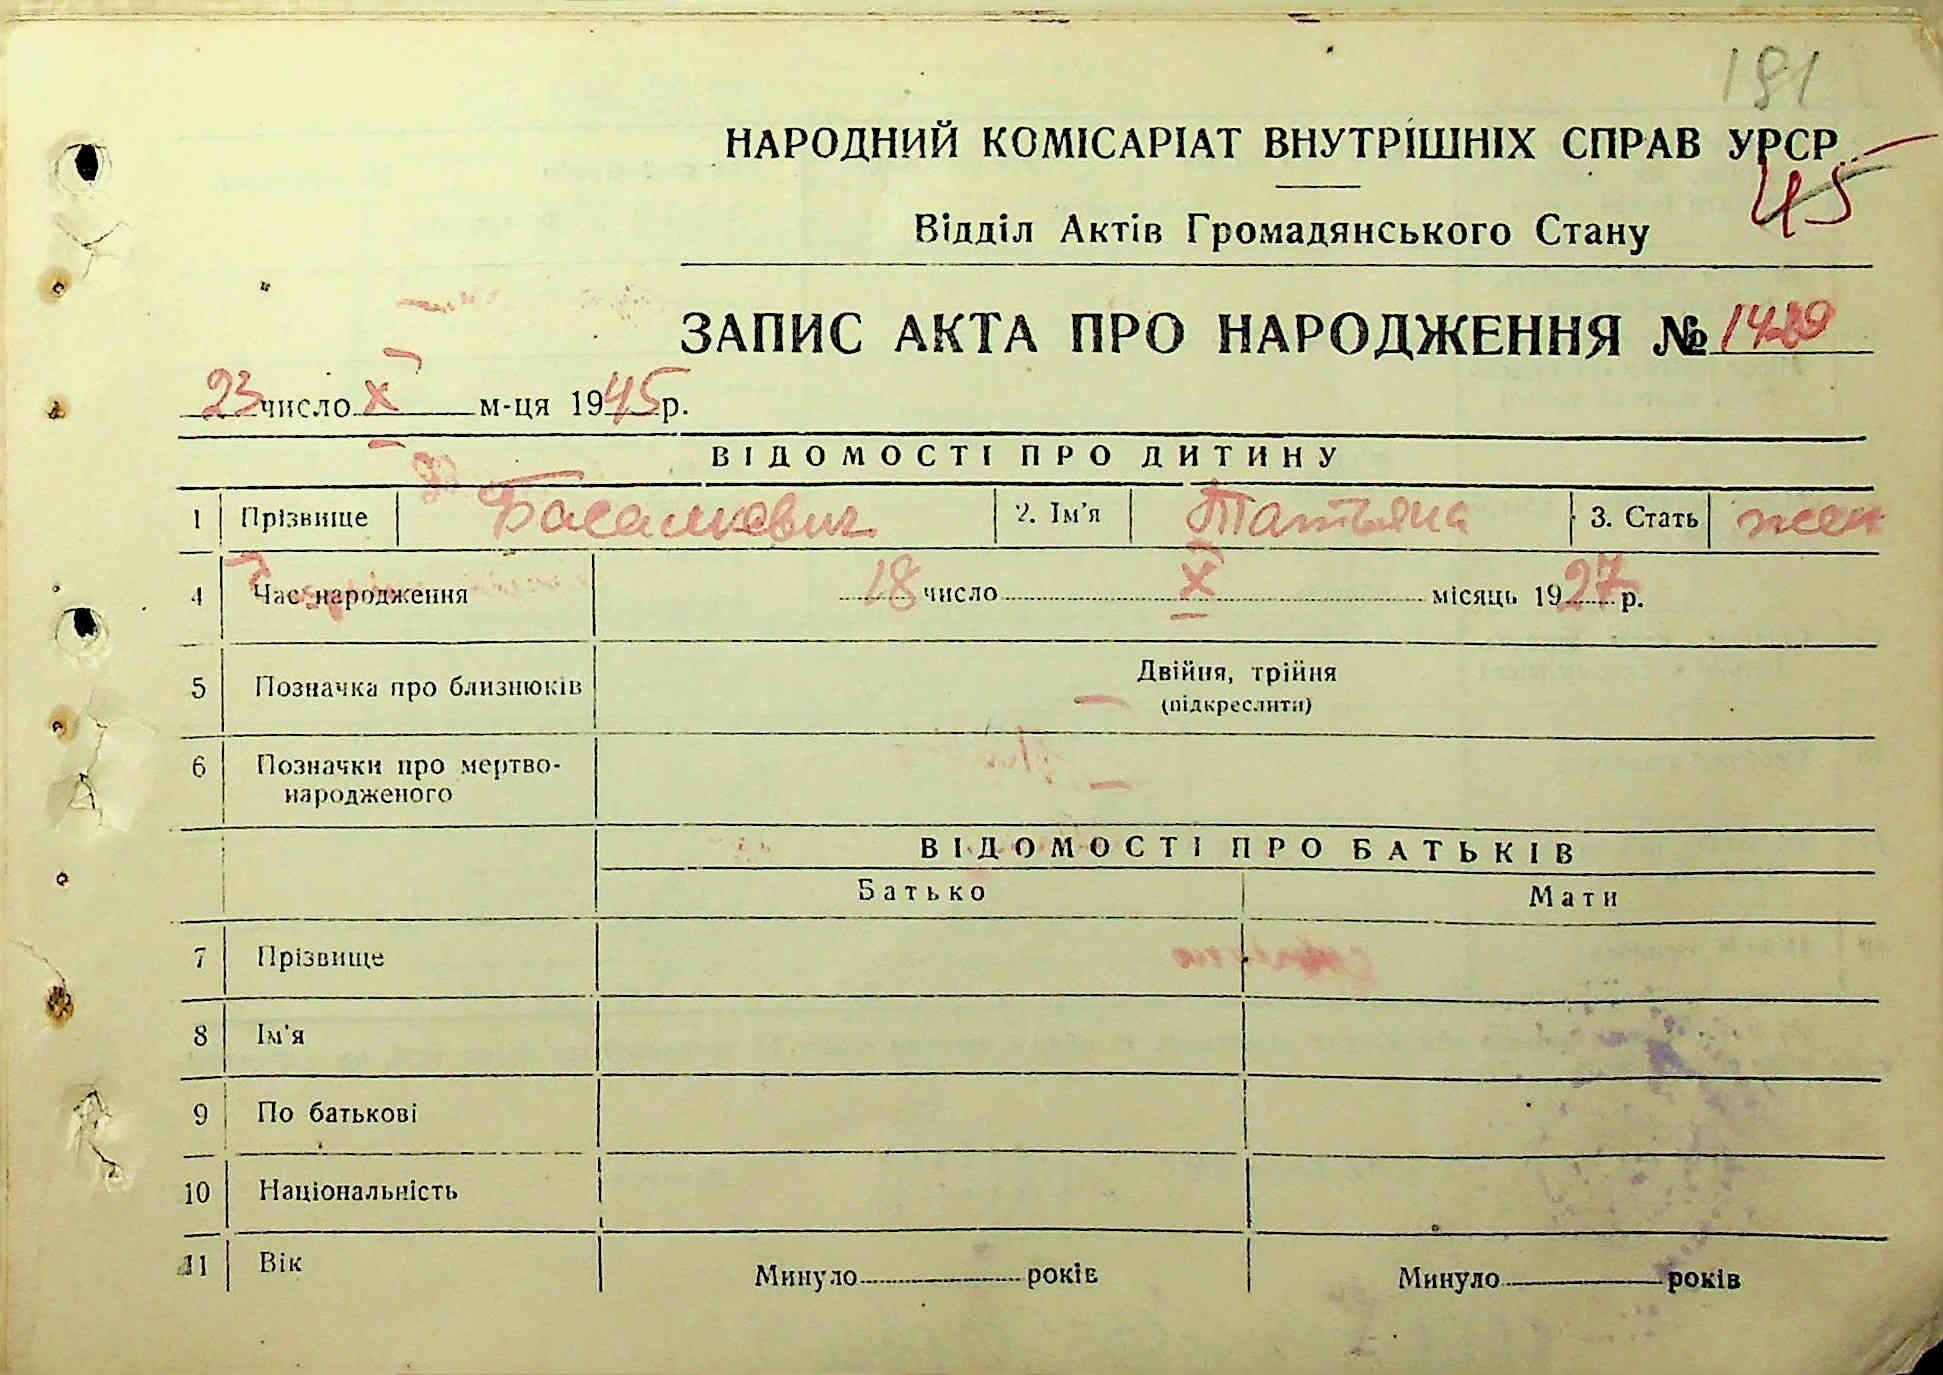 181
НАРОДНИЙ КОМІСАРІАТ ВНУТРІШНІХ СПРАВ УРСР
45
Відділ Актів Громадянського Стану
ЗАПИС АКТА ПРО НАРОДЖЕННЯ № 1489
23 число X м-ця 1945 р.
ВІДОМОСТІ ПРО ДИТИНУ
1 Прізвище 2. Ім'я Татьяна 3. Стать жен
4 Час народження 18 число X місяць 1927 р.
5 Позначка про близнюків Двійня, трійня
(підкреслити)
6 Позначки про мертво-
народженого
ВІДОМОСТІ ПРО БАТЬКІВ
Батько Мати
7 Прізвище
8 Ім'я
9 По батькові
10 Національність
11 Вік Минуло років Минуло років